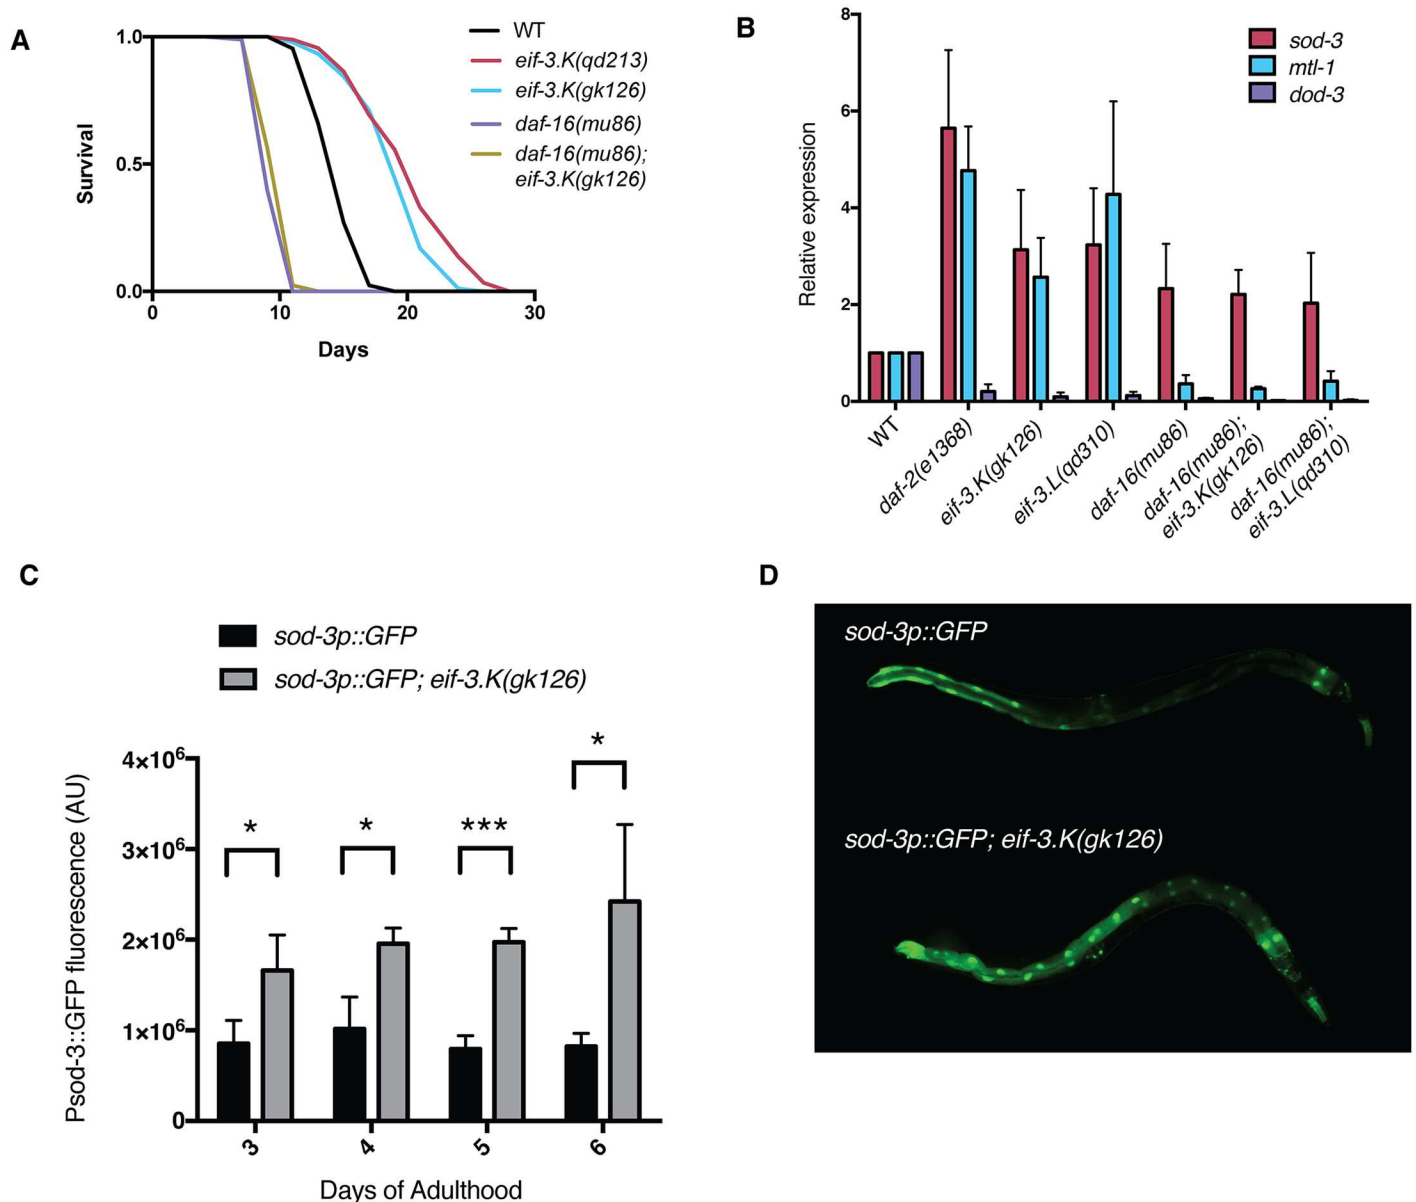 A
1.0
0.5
0.0
0
10
20
30
Survival
Days
WT
eif-3.K(qd213)
eif-3.K(gk126)
daf-16(mu86)
daf-16(mu86);
eif-3.K(gk126)
B
8
6
4
2
0
Relative expression
sod-3
mtl-1
dod-3
WT
daf-2(e1368)
eif-3.K(gk126)
eif-3.L(qd310)
daf-16(mu86)
daf-16(mu86);
eif-3.K(gk126)
daf-16(mu86);
eif-3.L(qd310)
C
sod-3p::GFP
sod-3p::GFP; eif-3.K(gk126)
4×10⁶
3×10⁶
2×10⁶
1×10⁶
0
Psod-3::GFP fluorescence (AU)
*
*
***
*
3
4
5
6
Days of Adulthood
D
sod-3p::GFP
sod-3p::GFP; eif-3.K(gk126)